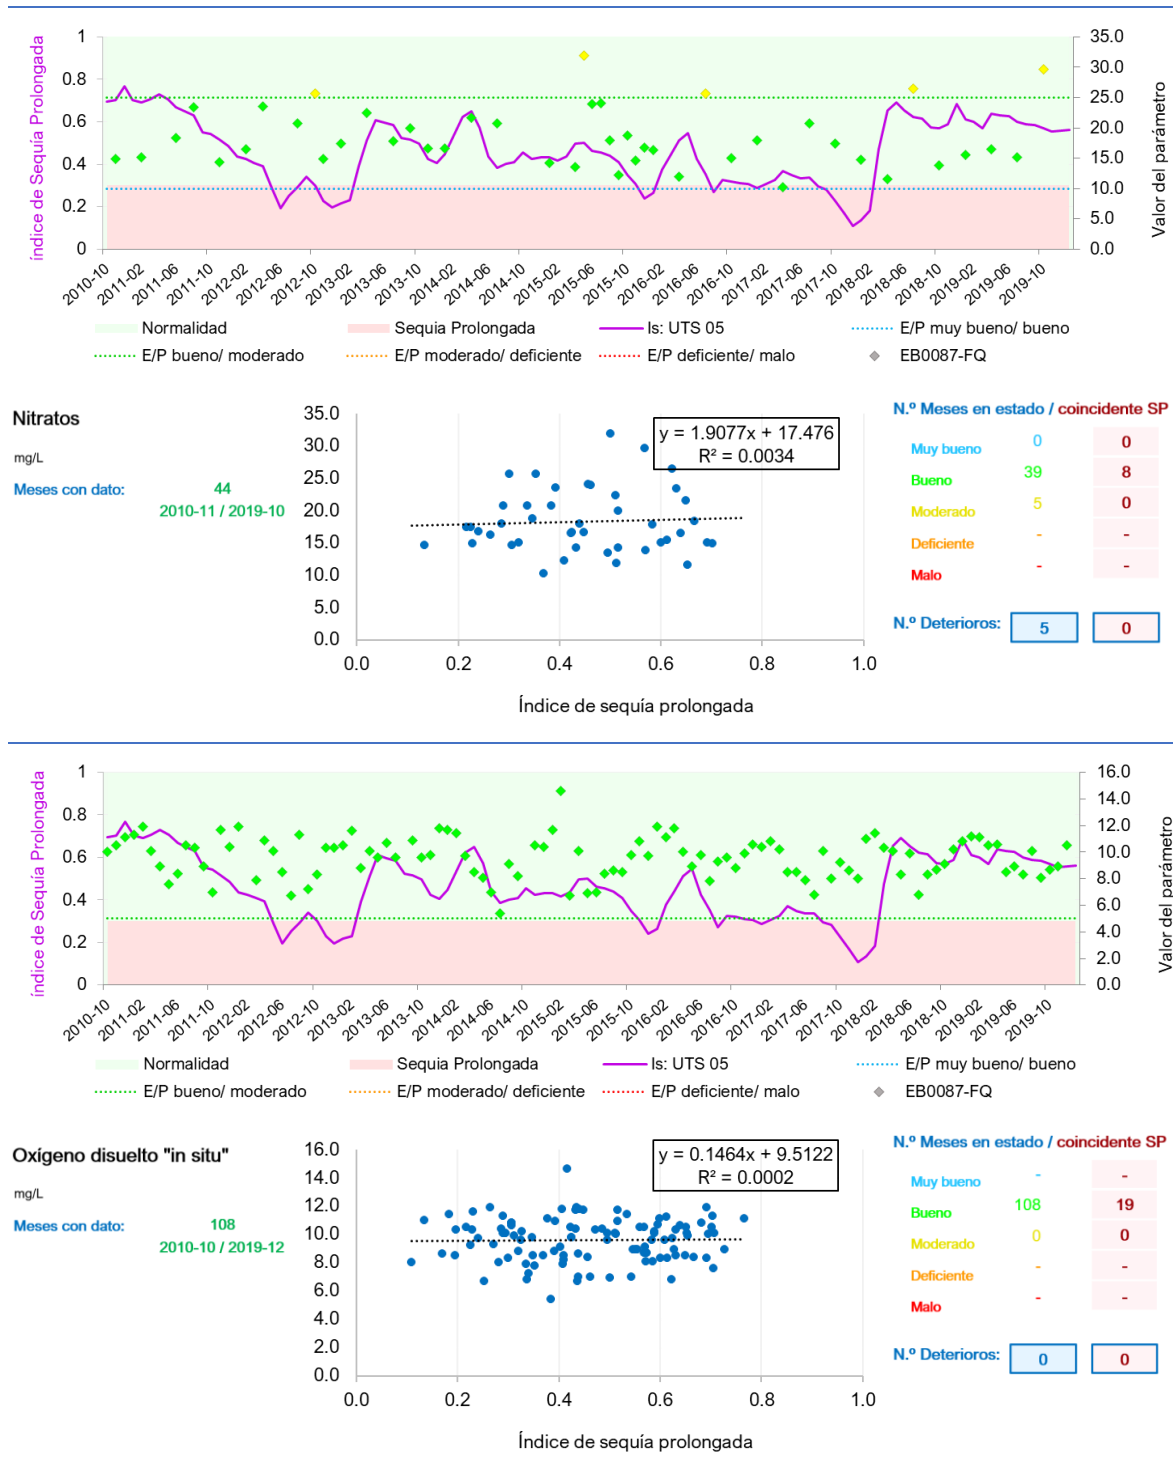 índice de Sequía Prolongada
1
0.8
0.6
0.4
0.2
0
35.0
30.0
25.0
20.0
15.0
10.0
5.0
0.0
Valor del parámetro
2010-10 2011-02 2011-06 2011-10 2012-02 2012-06 2012-10 2013-02 2013-06 2013-10 2014-02 2014-06 2014-10 2015-02 2015-06 2015-10 2016-02 2016-06 2016-10 2017-02 2017-06 2017-10 2018-02 2018-06 2018-10 2019-02 2019-06 2019-10
Normalidad Sequia Prolongada Is: UTS 05 E/P muy bueno/ bueno
E/P bueno/ moderado E/P moderado/ deficiente E/P deficiente/ malo EB0087-FQ
Nitratos
mg/L
Meses con dato: 44
2010-11 / 2019-10
35.0
30.0
25.0
20.0
15.0
10.0
5.0
0.0
0.0 0.2 0.4 0.6 0.8 1.0
y = 1.9077x + 17.476
R² = 0.0034
Índice de sequía prolongada
N.º Meses en estado / coincidente SP
Muy bueno 0 0
Bueno 39 8
Moderado 5 0
Deficiente - -
Malo - -
N.º Deterioros: 5 0
índice de Sequía Prolongada
1
0.8
0.6
0.4
0.2
0
16.0
14.0
12.0
10.0
8.0
6.0
4.0
2.0
0.0
Valor del parámetro
2010-10 2011-02 2011-06 2011-10 2012-02 2012-06 2012-10 2013-02 2013-06 2013-10 2014-02 2014-06 2014-10 2015-02 2015-06 2015-10 2016-02 2016-06 2016-10 2017-02 2017-06 2017-10 2018-02 2018-06 2018-10 2019-02 2019-06 2019-10
Normalidad Sequia Prolongada Is: UTS 05 E/P muy bueno/ bueno
E/P bueno/ moderado E/P moderado/ deficiente E/P deficiente/ malo EB0087-FQ
Oxígeno disuelto "in situ"
mg/L
Meses con dato: 108
2010-10 / 2019-12
16.0
14.0
12.0
10.0
8.0
6.0
4.0
2.0
0.0
0.0 0.2 0.4 0.6 0.8 1.0
y = 0.1464x + 9.5122
R² = 0.0002
Índice de sequía prolongada
N.º Meses en estado / coincidente SP
Muy bueno - -
Bueno 108 19
Moderado 0 0
Deficiente - -
Malo - -
N.º Deterioros: 0 0